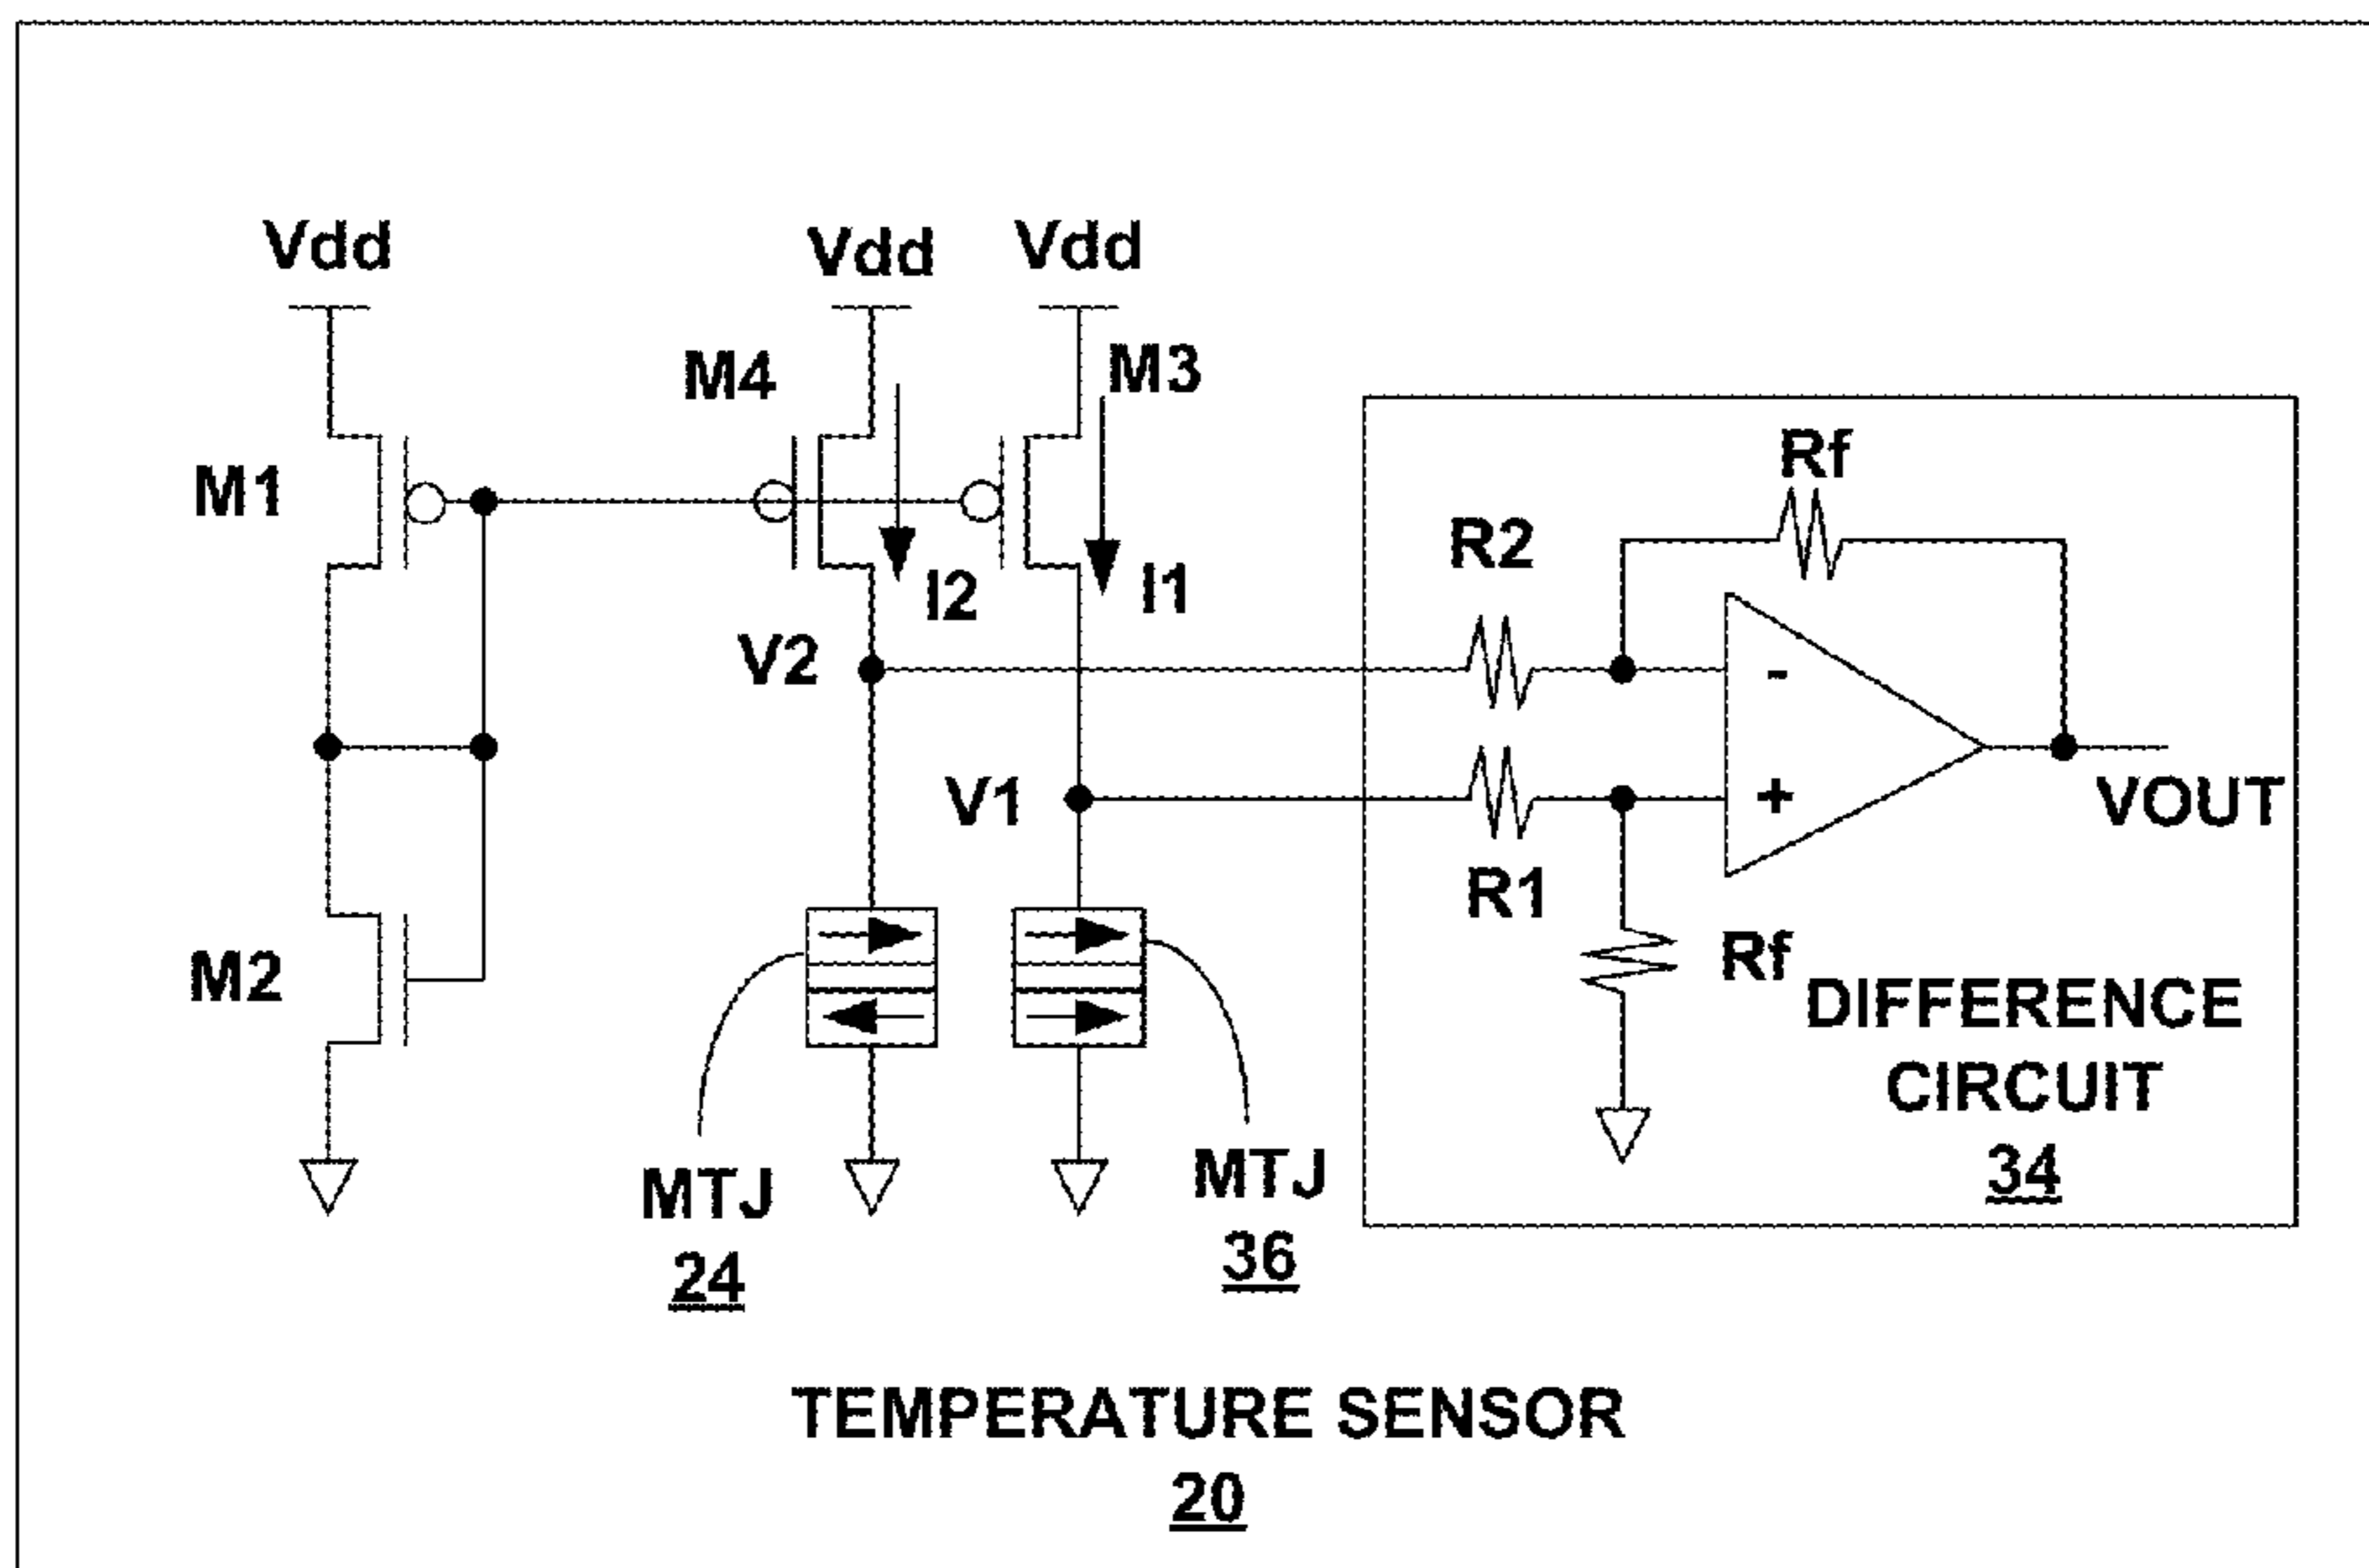 Vdd
Vdd
Vdd
M4
M3
M1
Rf
R2
I2
I1
V2
-
V1
+
VOUT
R1
M2
Rf
DIFFERENCE
CIRCUIT
34
MTJ
24
MTJ
36
TEMPERATURE SENSOR
20